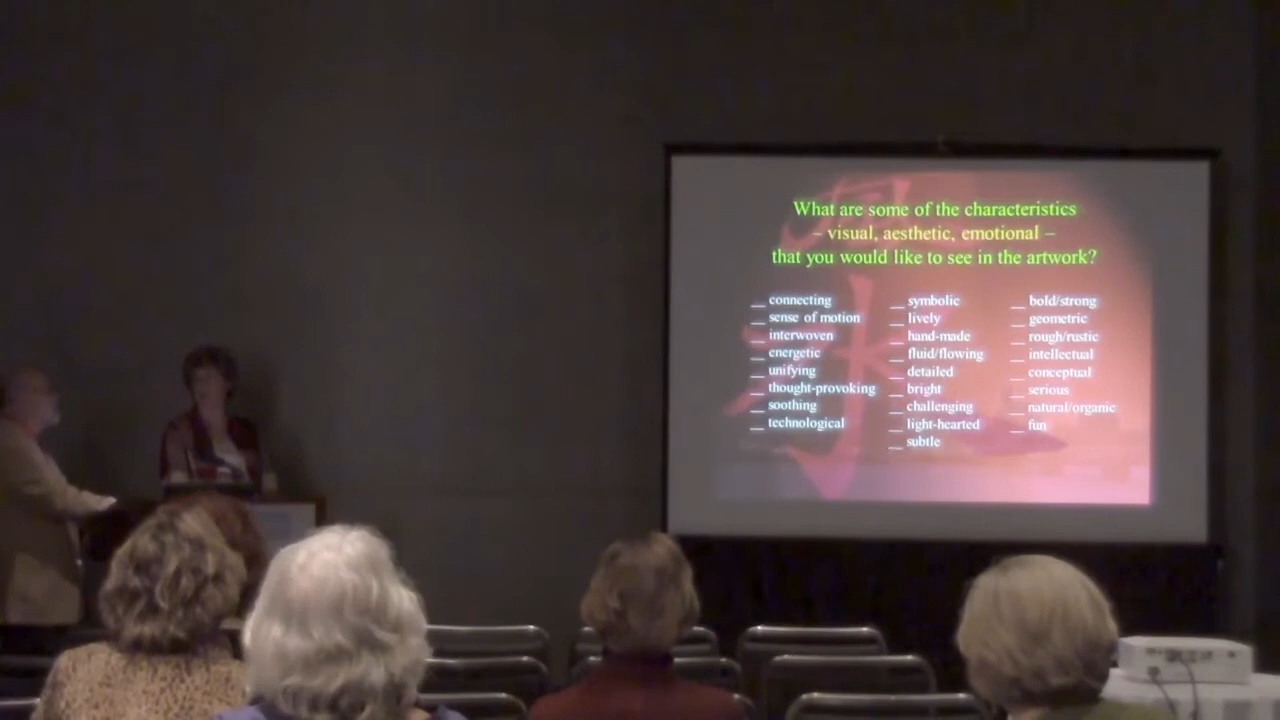 What are some of the characteristics
– visual, aesthetic, emotional –
that you would like to see in the artwork?
__ connecting
__ sense of motion
__ interwoven
__ energetic
__ unifying
__ thought-provoking
__ soothing
__ technological
__ symbolic
__ lively
__ hand-made
__ fluid/flowing
__ detailed
__ bright
__ challenging
__ light-hearted
__ subtle
__ bold/strong
__ geometric
__ rough/rustic
__ intellectual
__ conceptual
__ serious
__ natural/organic
__ fun